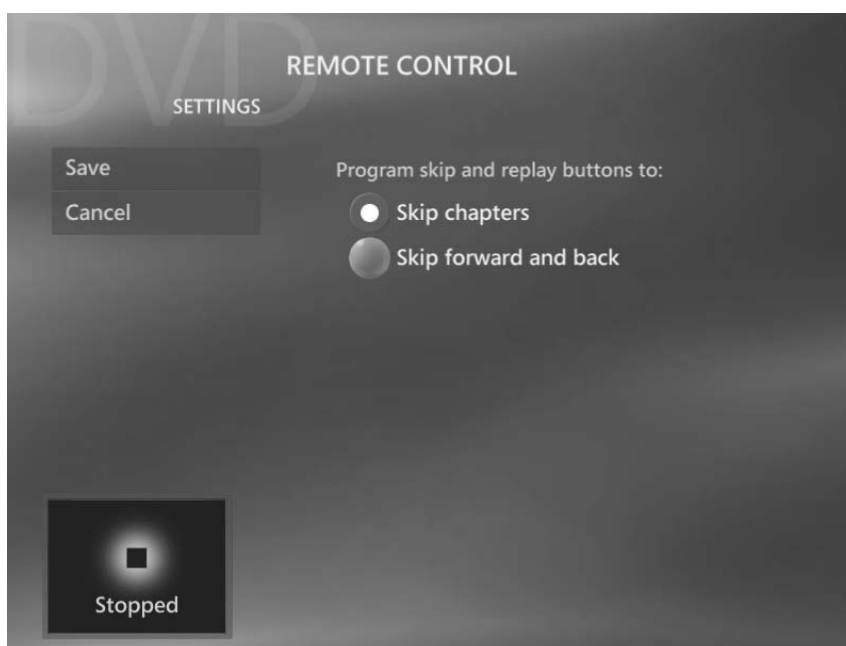 DVD
REMOTE CONTROL
SETTINGS
Save
Cancel
Program skip and replay buttons to:
Skip chapters
Skip forward and back
Stopped